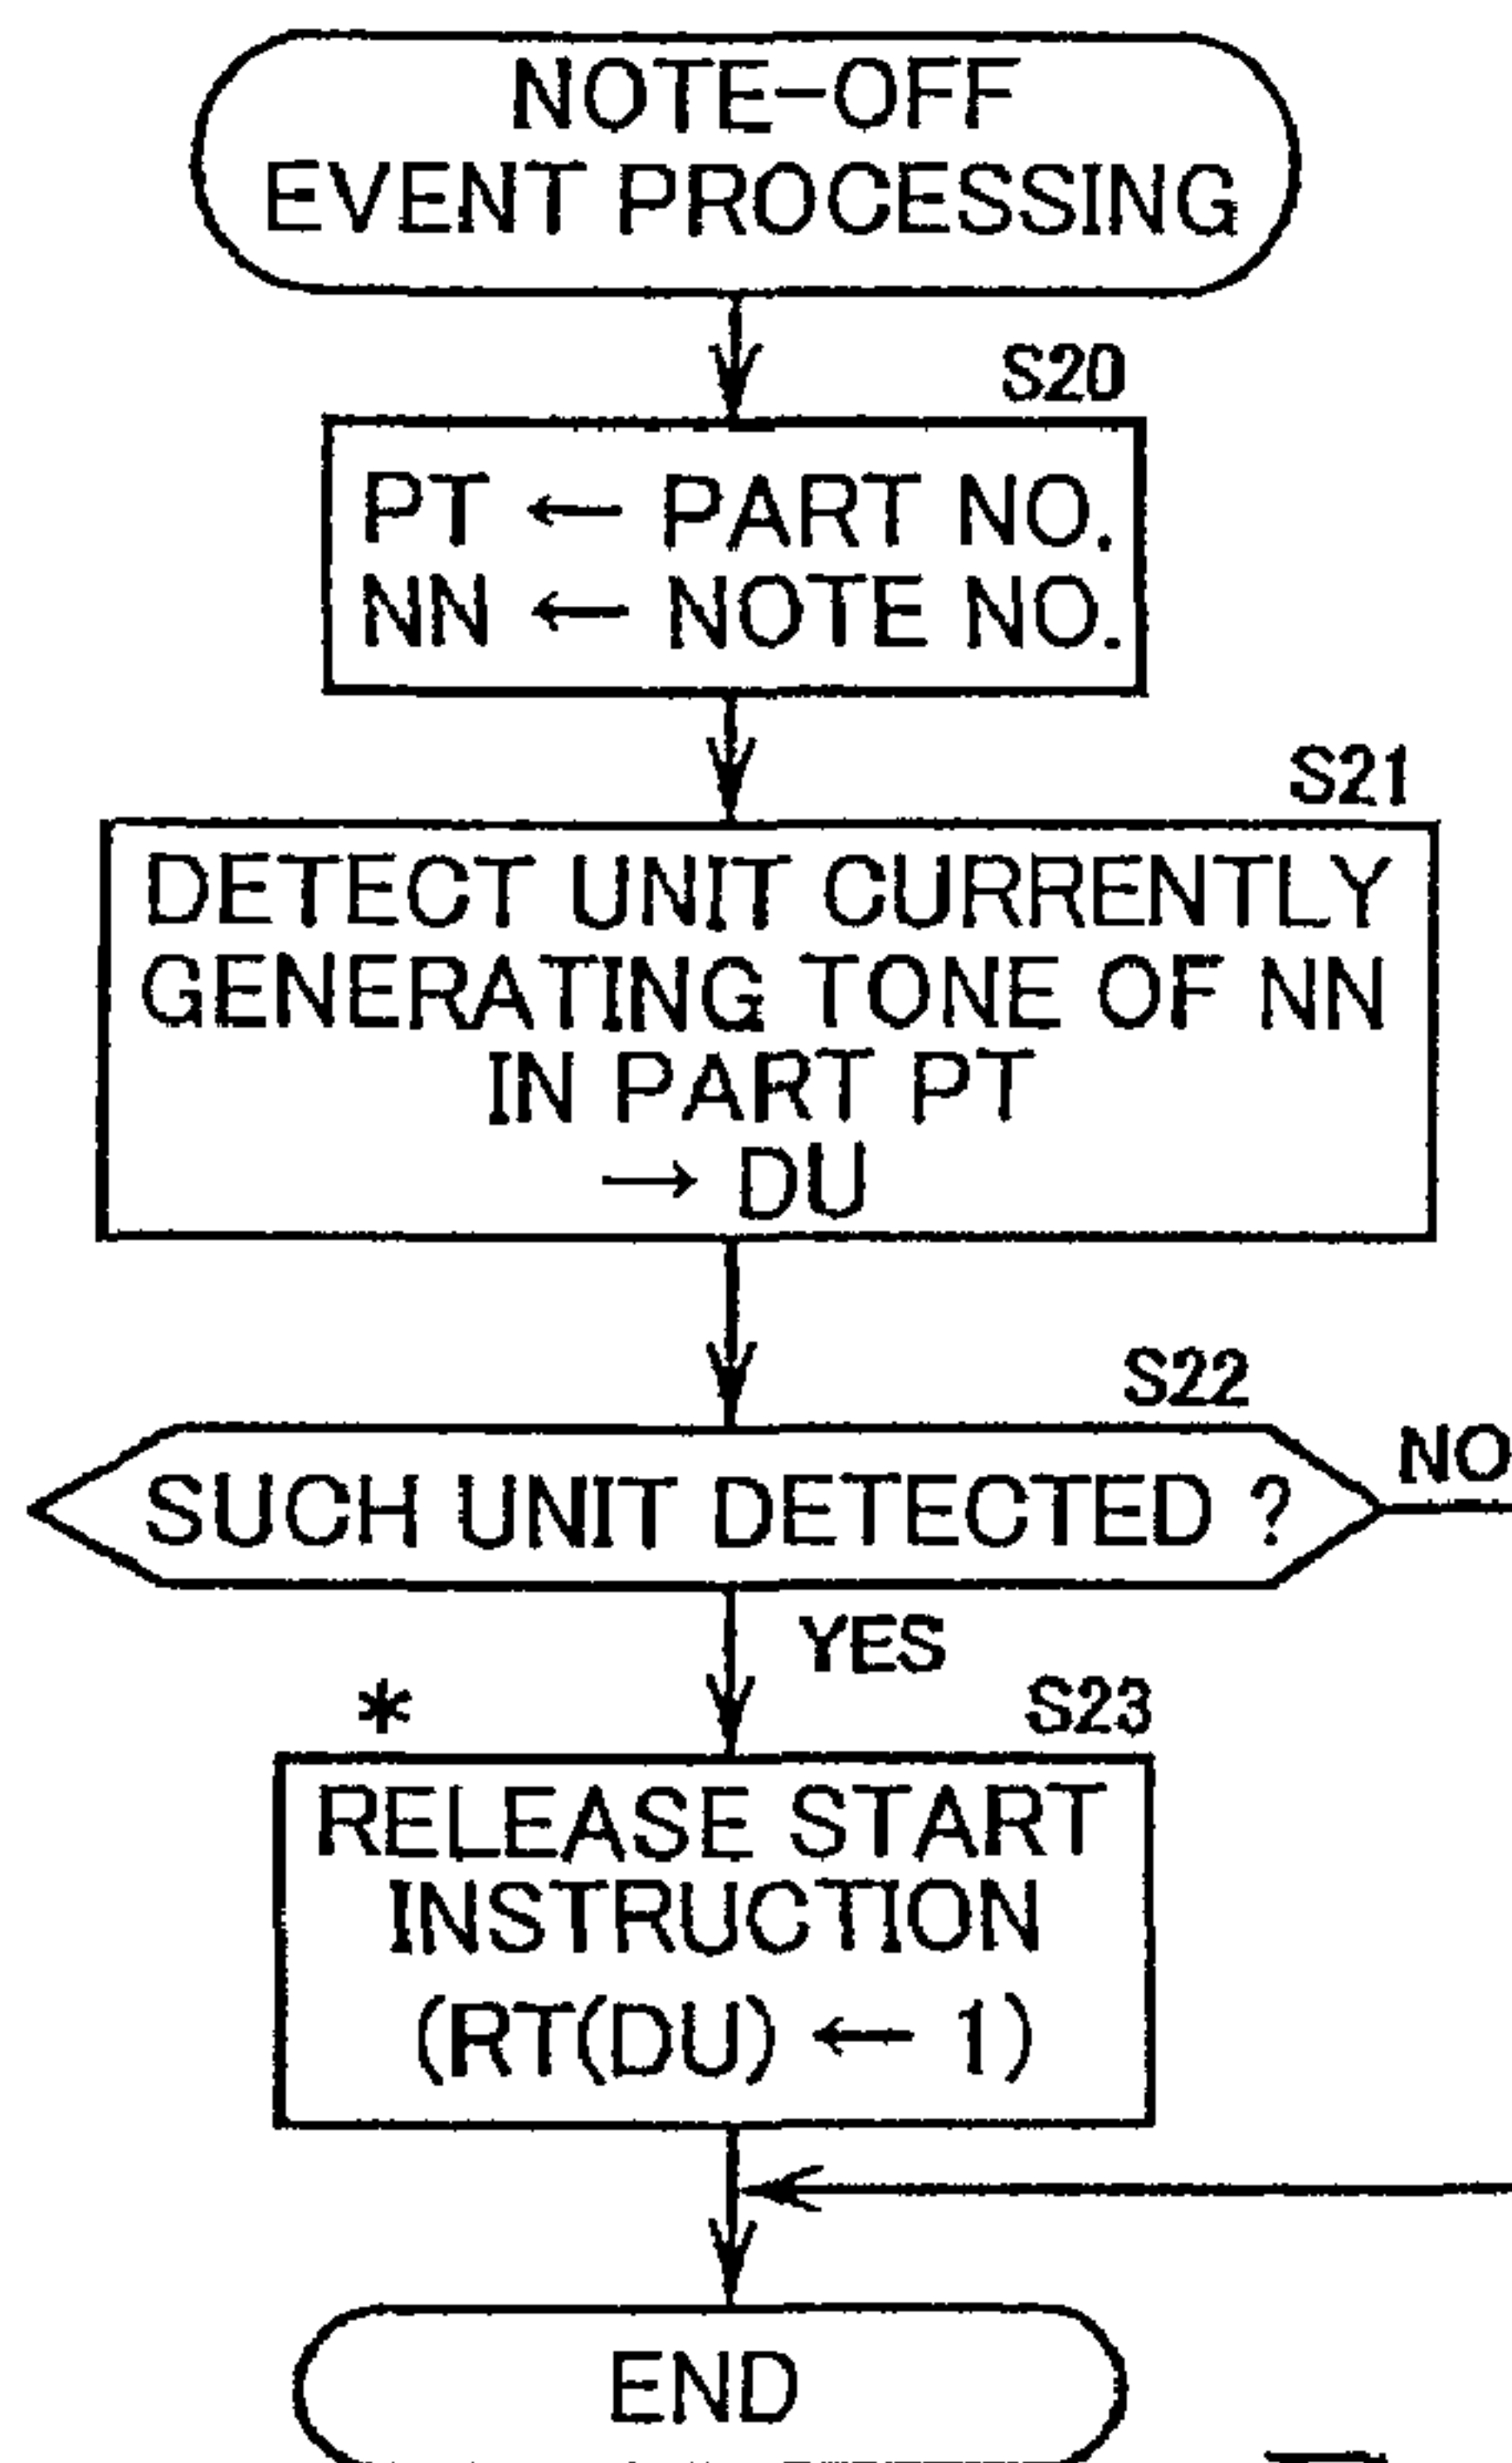 NOTE-OFF
EVENT PROCESSING
S20
PT ← PART NO.
NN ← NOTE NO.
S21
DETECT UNIT CURRENTLY
GENERATING TONE OF NN
IN PART PT
→ DU
S22
SUCH UNIT DETECTED ?
NO
YES
*
S23
RELEASE START
INSTRUCTION
(RT(DU) ← 1)
END